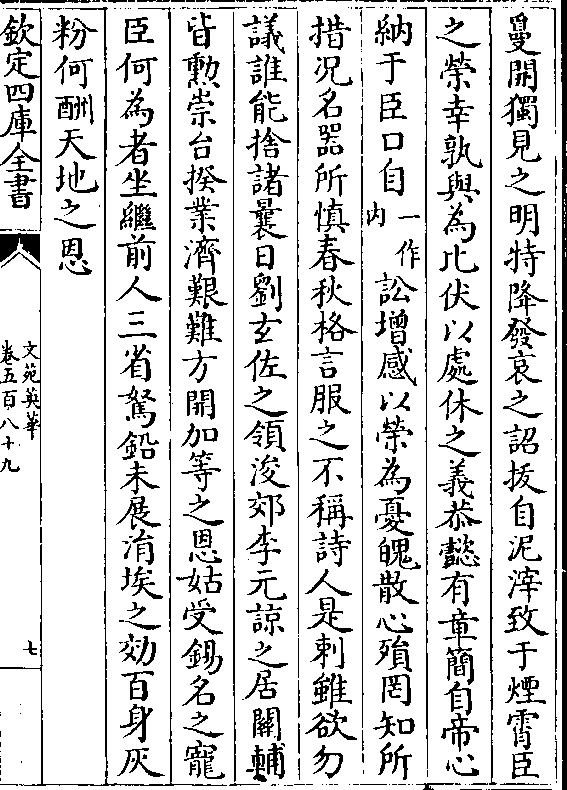 曼開獨見之明特降發哀之詔拔自泥滓致于煙霄臣
之榮幸孰與為比伏以處休之義恭懿有章簡自帝心
納于臣口自一作內訟增感以榮為憂魄散心殞罔知所
措况名器所慎春秋格言服之不稱詩人是刺雖欲勿
議誰能捨諸曩日劉玄佐之領浚郊李元諒之居關輔
皆勲崇台揆業濟艱難方開加等之恩姑受錫名之寵
臣何為者坐繼前人三省駑鉛未展涓埃之効百身灰
粉何酬天地之恩
欽定四庫全書
文苑英華
卷五百八十九
七